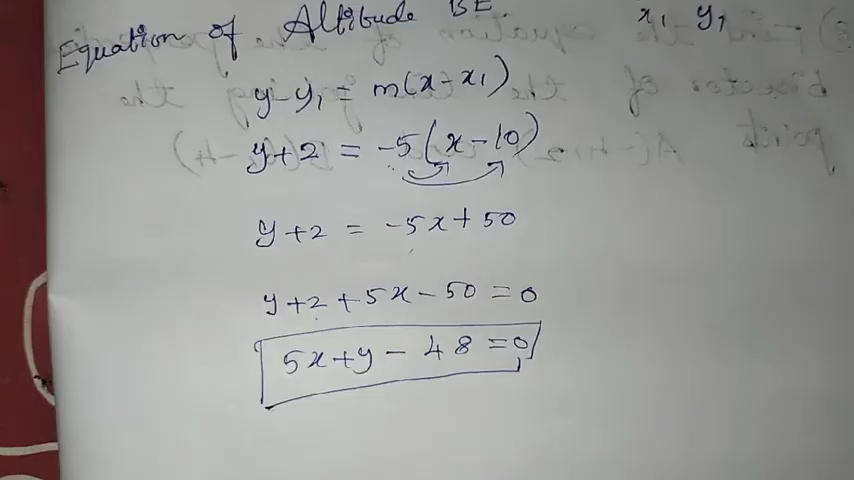 Equation of Altitude BE. x₁ y₁
y-y₁ = m(x-x₁)
y+2 = -5(x-10)
y+2 = -5x+50
y+2+5x-50=0
5x+y-48=0